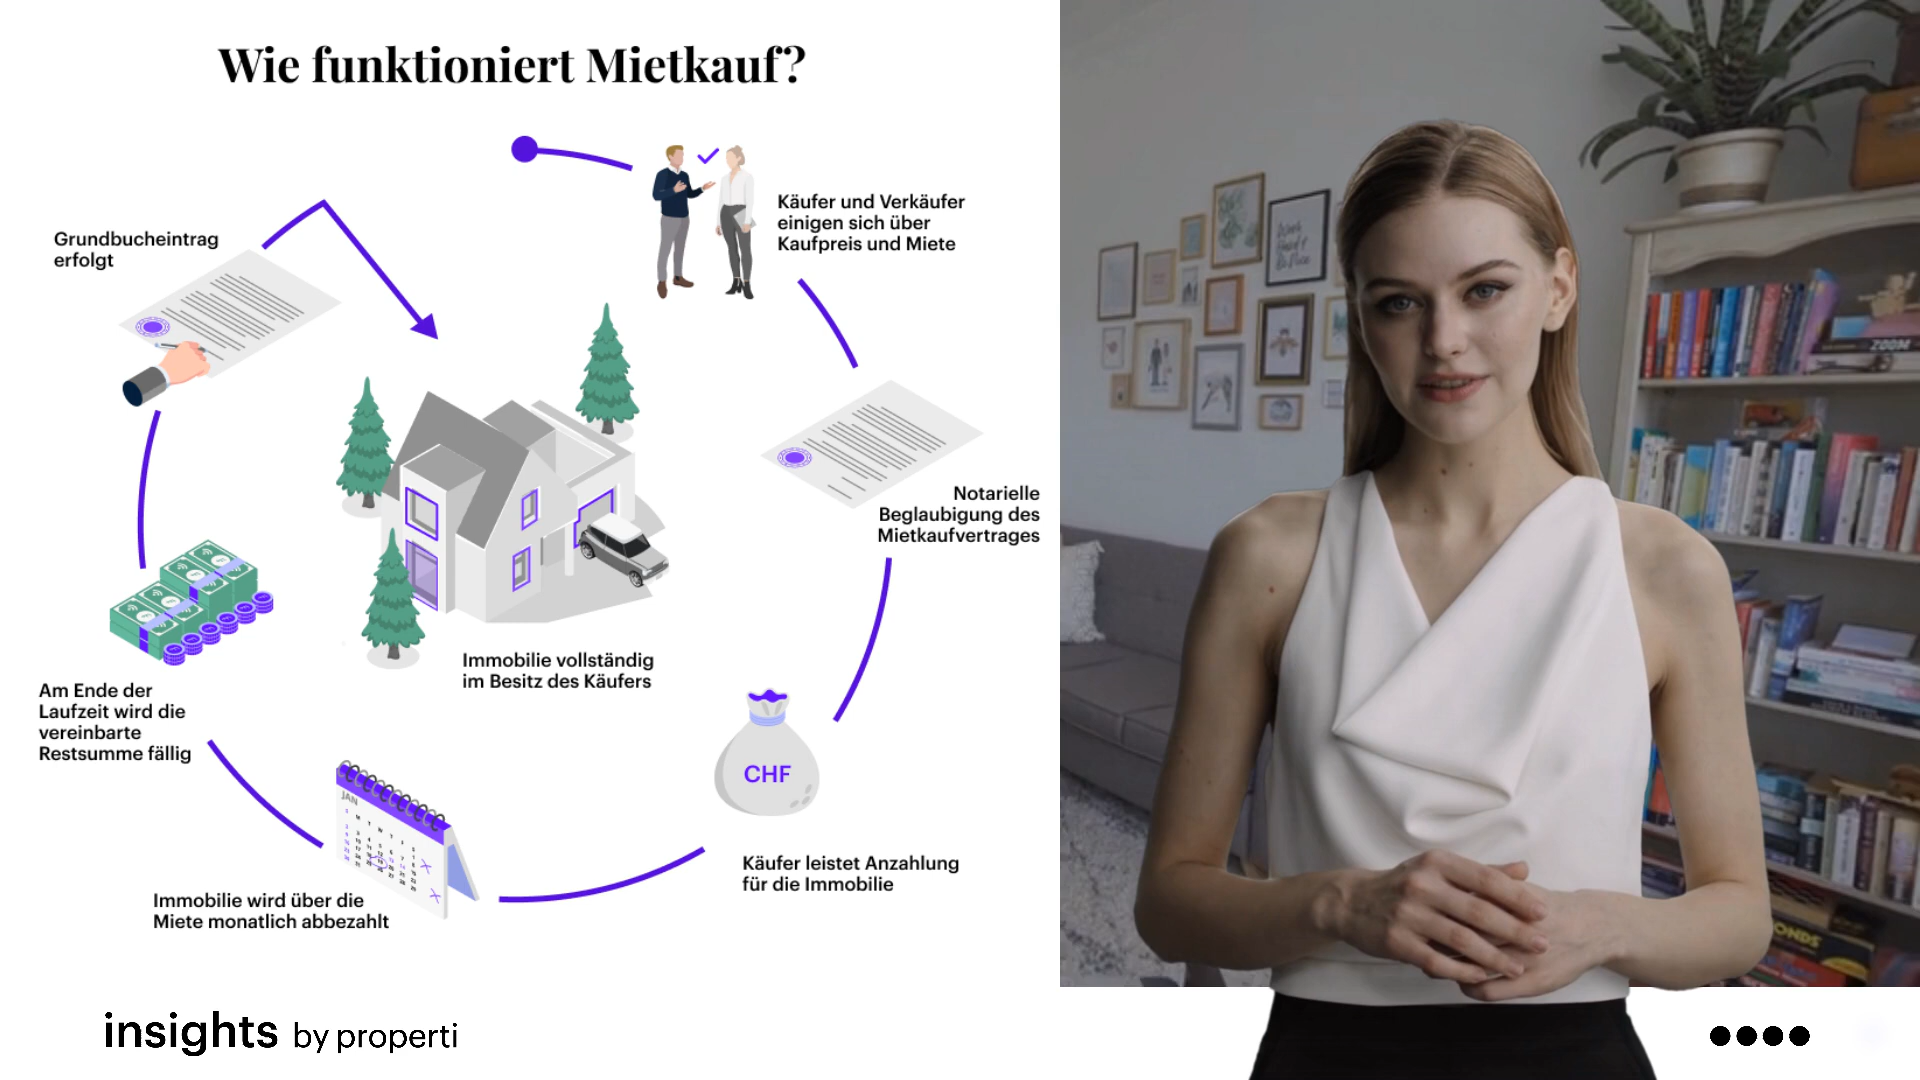 Wie funktioniert Mietkauf?
Käufer und Verkäufer
einigen sich über
Kaufpreis und Miete
Notarielle
Beglaubigung des
Mietkaufvertrages
CHF
Käufer leistet Anzahlung
für die Immobilie
JAN
Immobilie wird über die
Miete monatlich abbezahlt
Am Ende der
Laufzeit wird die
vereinbarte
Restsumme fällig
Grundbucheintrag
erfolgt
Immobilie vollständig
im Besitz des Käufers
insights by properti
ZOOM